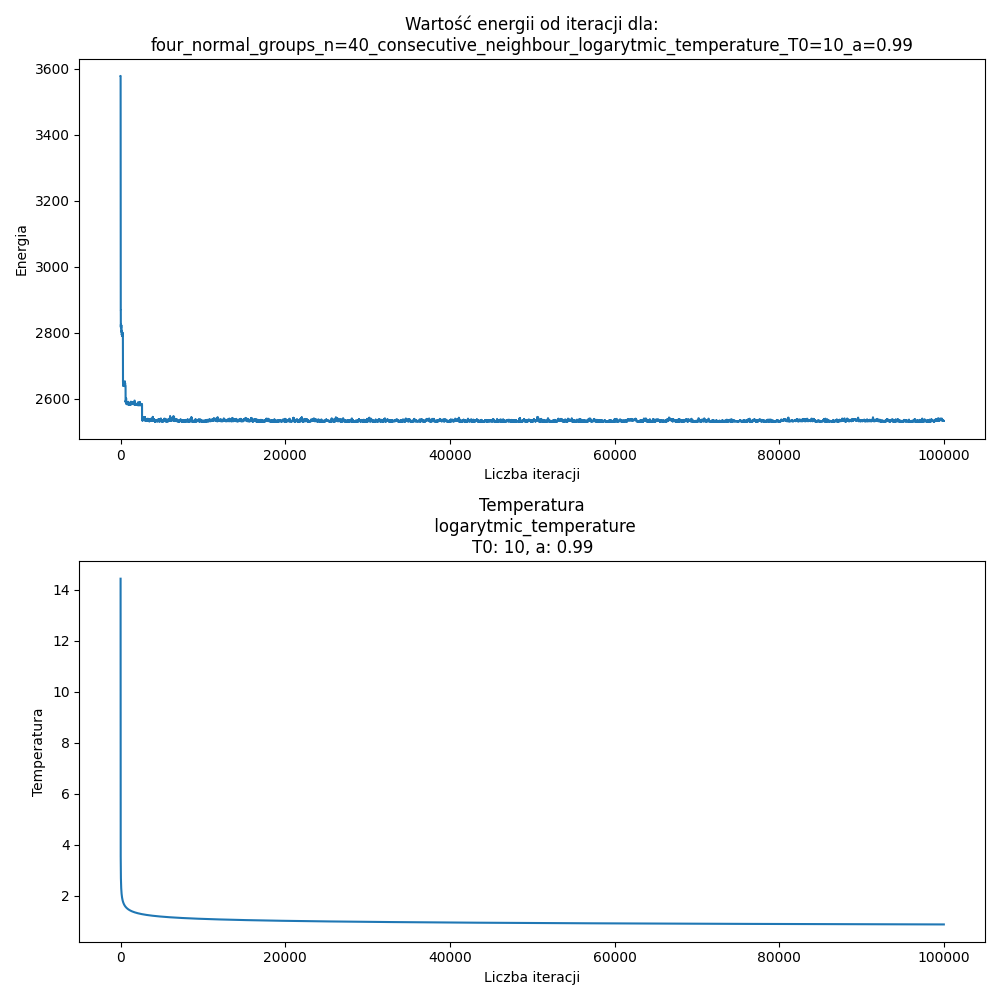 Wartość energii od iteracji dla:
four_normal_groups_n=40_consecutive_neighbour_logarytmic_temperature_T0=10_a=0.99
3600
3400
3200
3000
2800
2600
Energia
0 20000 40000 60000 80000 100000
Liczba iteracji
Temperatura
logarytmic_temperature
T0: 10, a: 0.99
14
12
10
8
6
4
2
Temperatura
0 20000 40000 60000 80000 100000
Liczba iteracji